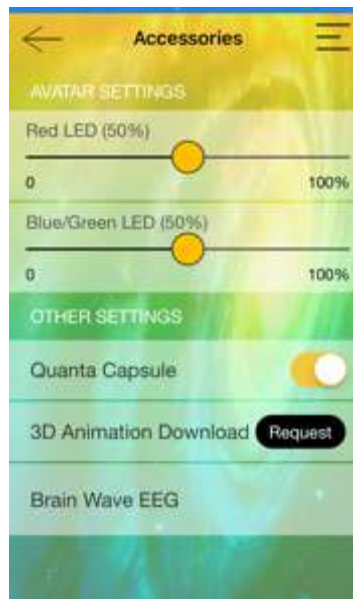 Accessories
AVATAR SETTINGS
Red LED (50%)
0 100%
Blue/Green LED (50%)
0 100%
OTHER SETTINGS
Quanta Capsule
3D Animation Download Request
Brain Wave EEG